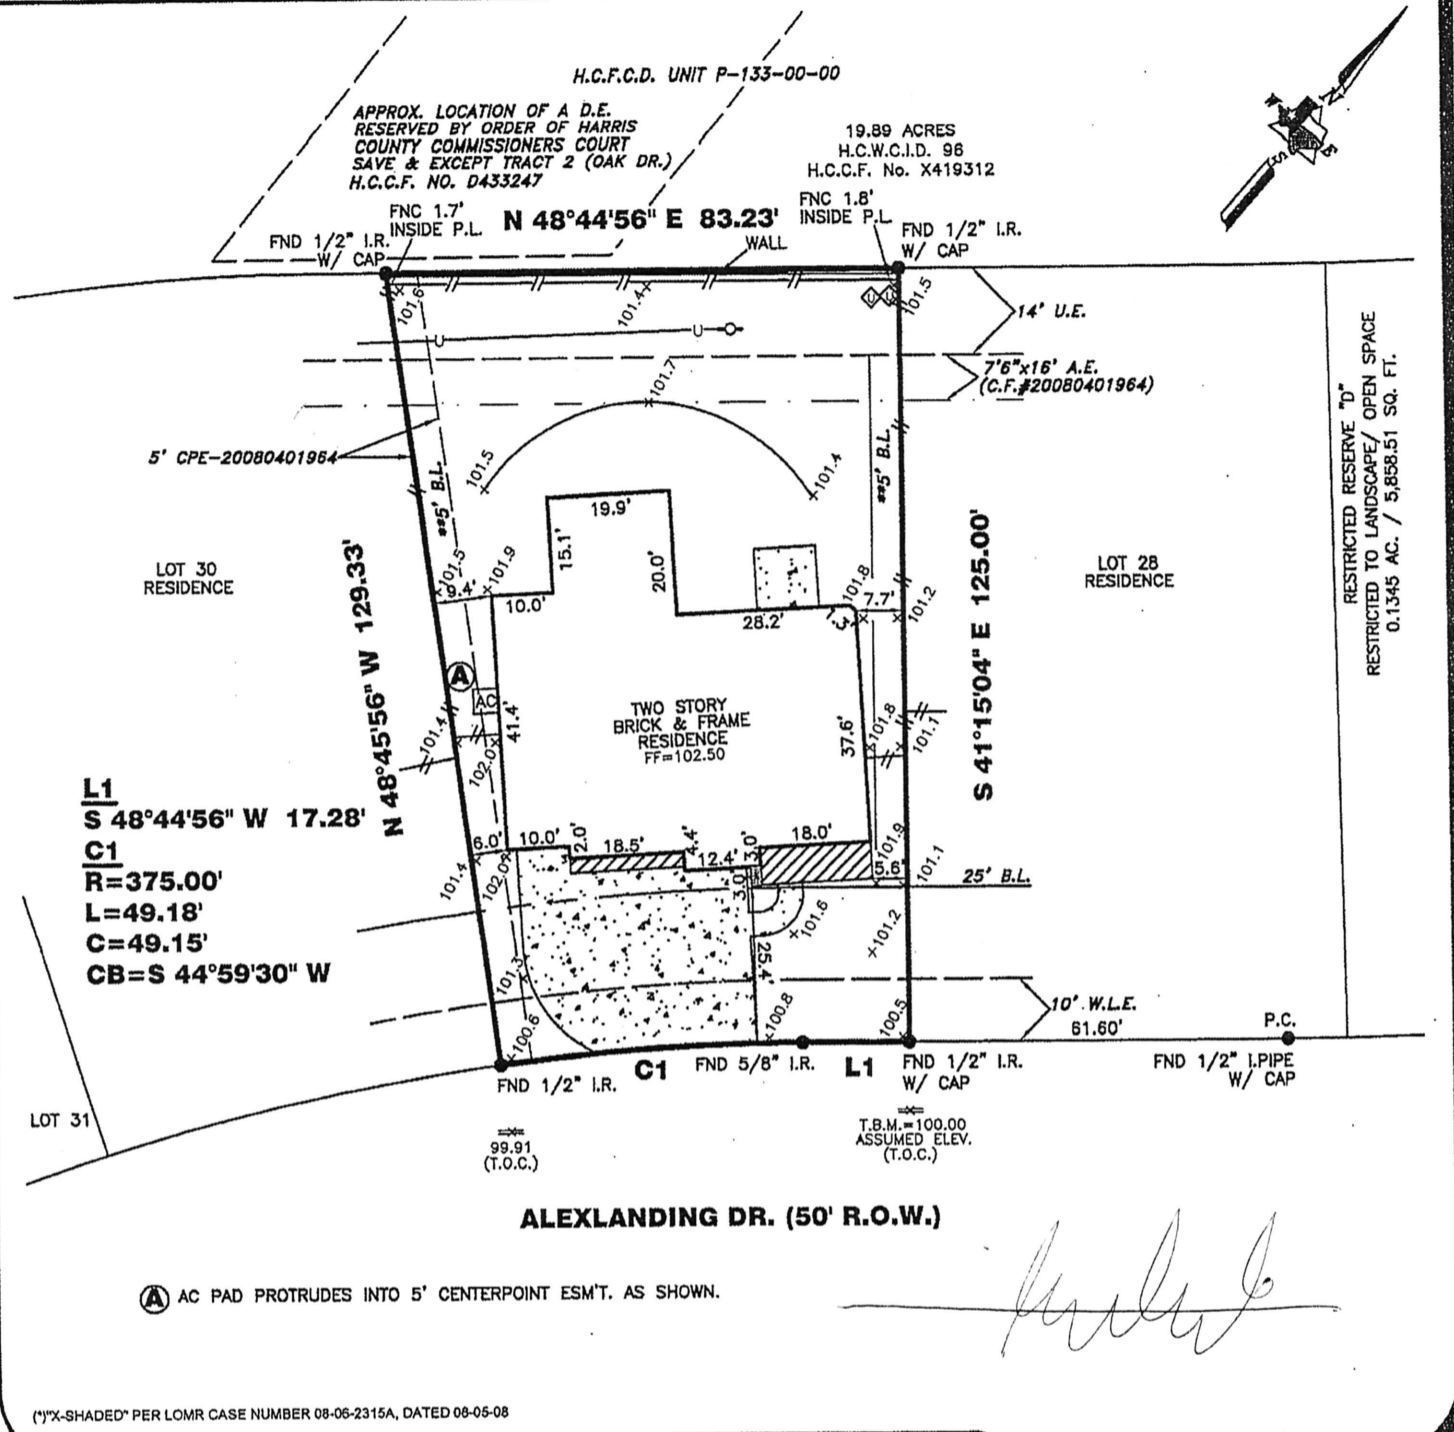 H.C.F.C.D. UNIT P-133-00-00
APPROX. LOCATION OF A D.E.
RESERVED BY ORDER OF HARRIS
COUNTY COMMISSIONERS COURT
SAVE & EXCEPT TRACT 2 (OAK DR.)
H.C.C.F. NO. D433247
19.89 ACRES
H.C.W.C.I.D. 96
H.C.C.F. No. X419312
FNC 1.7'
INSIDE P.L.
N 48°44'56" E 83.23'
FNC 1.8'
INSIDE P.L.
FND 1/2" I.R.
W/ CAP
WALL
FND 1/2" I.R.
W/ CAP
N
E
S
101.6
101.4
101.5
U
U
14' U.E.
U
U
7'6"x16' A.E.
(C.F.#20080401964)
101.7
5' CPE-20080401964
**5' B.L.
101.5
101.4
**5' B.L.
RESTRICTED RESERVE "D"
RESTRICTED TO LANDSCAPE/ OPEN SPACE
0.1345 AC. / 5,858.51 SQ. FT.
19.9'
15.1'
20.0'
LOT 30
RESIDENCE
LOT 28
RESIDENCE
101.5
101.9
9.4'
10.0'
28.2'
1.3'
101.8
7.7'
101.2
N 48°45'56" W 129.33'
S 41°15'04" E 125.00'
A
AC
41.4'
TWO STORY
BRICK & FRAME
RESIDENCE
FF=102.50
37.6'
101.4
102.0
101.8
101.1
L1
S 48°44'56" W 17.28'
C1
R=375.00'
L=49.18'
C=49.15'
CB=S 44°59'30" W
6.0'
10.0'
2.0'
18.5'
4.4'
12.4'
3.0'
18.0'
3.0'
101.9
5.6'
101.1
101.4
102.0
25' B.L.
101.6
101.2
25.4'
101.3
100.6
100.8
100.5
10' W.L.E.
61.60'
P.C.
FND 1/2" I.R.
C1
FND 5/8" I.R.
L1
FND 1/2" I.R.
W/ CAP
FND 1/2" I.PIPE
W/ CAP
LOT 31
99.91
(T.O.C.)
T.B.M.=100.00
ASSUMED ELEV.
(T.O.C.)
ALEXLANDING DR. (50' R.O.W.)
A AC PAD PROTRUDES INTO 5' CENTERPOINT ESM'T. AS SHOWN.
(*)"X-SHADED" PER LOMR CASE NUMBER 08-06-2315A, DATED 08-05-08